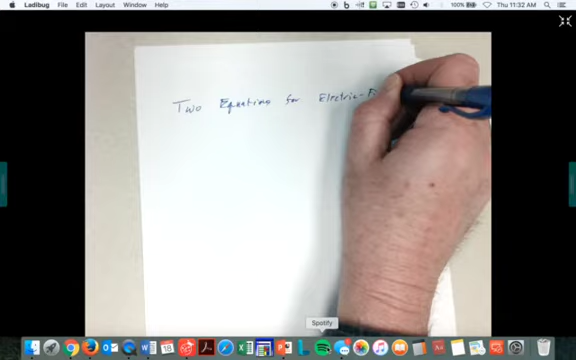 Ladibug File Edit Layout Window Help 100% Thu 11:32 AM
Two Equations for Electric-F
Spotify